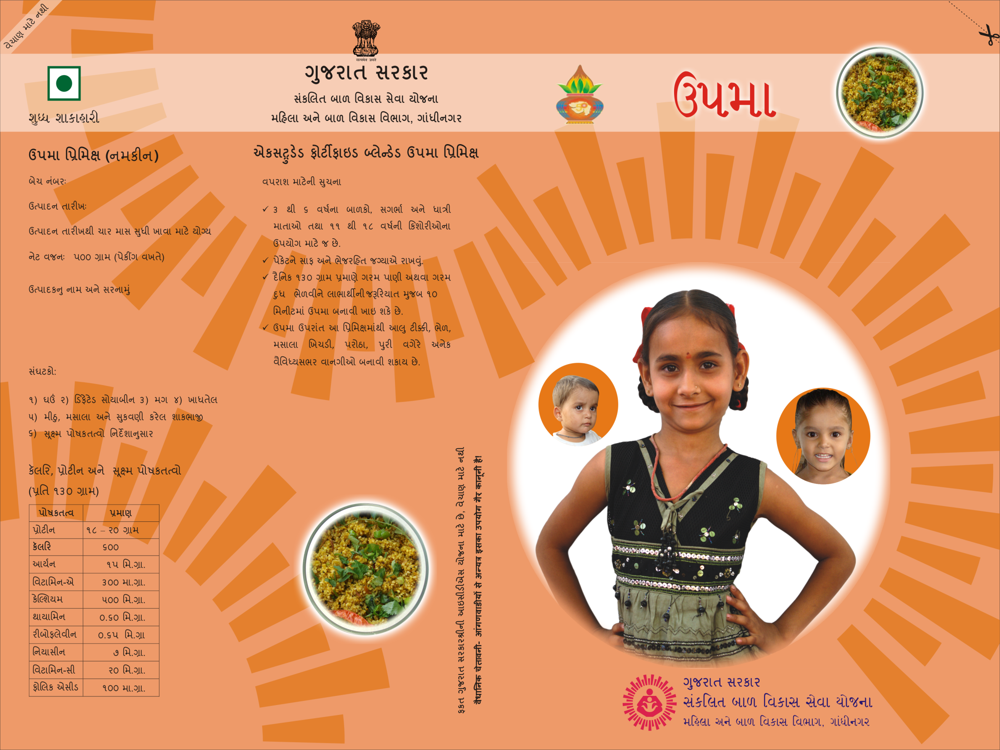 વેચાણ માટે નથી
सत्यमेव जयते
ગુજરાત સરકાર
સંકલિત બાળ વિકાસ સેવા યોજના
મહિલા અને બાળ વિકાસ વિભાગ, ગાંધીનગર
શુધ્ધ શાકાહારી
ઉપમા
ઉપમા પ્રિમિક્ષ (નમકીન)
બેચ નંબરઃ
ઉત્પાદન તારીખઃ
ઉત્પાદન તારીખથી ચાર માસ સુધી ખાવા માટે યોગ્ય
નેટ વજનઃ ૫૦૦ ગ્રામ (પેકીંગ વખતે)
ઉત્પાદકનુ નામ અને સરનામું
સંઘટકો:
૧) ઘઉં ૨) ડિફેટેડ સોયાબીન ૩) મગ ૪) ખાધતેલ
૫) મીઠુ, મસાલા અને સુકવણી કરેલ શાકભાજી
૬) સૂક્ષ્મ પોષકતત્વો નિર્દેશાનુસાર
કૅલરિ, પ્રોટીન અને સૂક્ષ્મ પોષકતત્વો
(પ્રતિ ૧૩૦ ગ્રામ)
પોષકતત્વ પ્રમાણ
પ્રોટીન ૧૮ – ૨૦ ગ્રામ
કૅલરિ ૬૦૦
આર્યન ૧૫ મિ.ગ્રા.
વિટામિન-એ ૩૦૦ મા.ગ્રા.
કેલ્શિયમ ૫૦૦ મિ.ગ્રા.
થાયામિન ૦.૬૦ મિ.ગ્રા.
રીબોફલેવીન ૦.૬૫ મિ.ગ્રા
નિયાસીન ૭ મિ.ગ્રા.
વિટામિન-સી ૨૦ મિ.ગ્રા.
ફોલિક એસીડ ૧૦૦ મા.ગ્રા.
એકસટ્રુડેડ ફોર્ટીફાઇડ બ્લેન્ડેડ ઉપમા પ્રિમિક્ષ
વપરાશ માટેની સુચના
✓ ૩ થી ૬ વર્ષના બાળકો, સગર્ભા અને ધાત્રી
માતાઓ તથા ૧૧ થી ૧૮ વર્ષની કિશોરીઓના
ઉપયોગ માટે જ છે.
✓ પેકેટને સાફ અને ભેજરહિત જગ્યાએ રાખવું.
✓ દૈનિક ૧૩૦ ગ્રામ પ્રમાણે ગરમ પાણી અથવા ગરમ
દુધ ભેળવીને લાભાર્થીની જરૂરિયાત મુજબ ૧૦
મિનીટમાં ઉપમા બનાવી ખાઇ શકે છે.
✓ ઉપમા ઉપરાંત આ પ્રિમિક્ષમાંથી આલુ ટીક્કી, ભેળ,
મસાલા ખિચડી, પરોઠા, પુરી વગેરે અનેક
વૈવિધ્યસભર વાનગીઓ બનાવી શકાય છે.
ફકત ગુજરાત સરકારશ્રીની આઇસીડીએસ યોજના માટે છે, વેચાણ માટે નથી
वैधानिक चेतावनी- आंगणवाडीयों से अन्यत्र इसका उपयोग गैर कानूनी है!
ગુજરાત સરકાર
સંકલિત બાળ વિકાસ સેવા યોજના
મહિલા અને બાળ વિકાસ વિભાગ, ગાંધીનગર